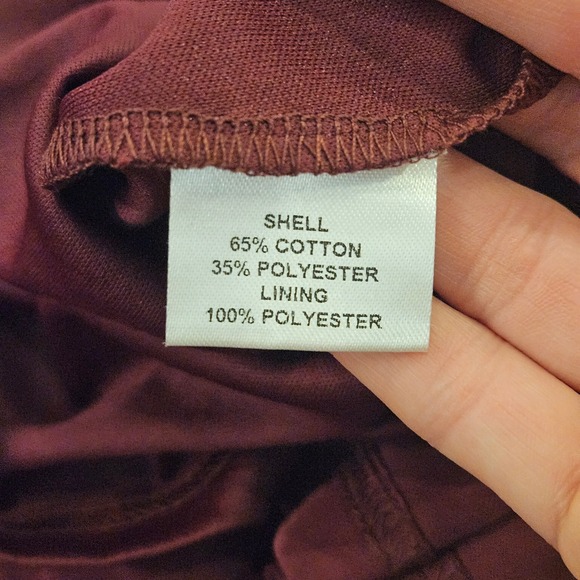 SHELL
65% COTTON
35% POLYESTER
LINING
100% POLYESTER